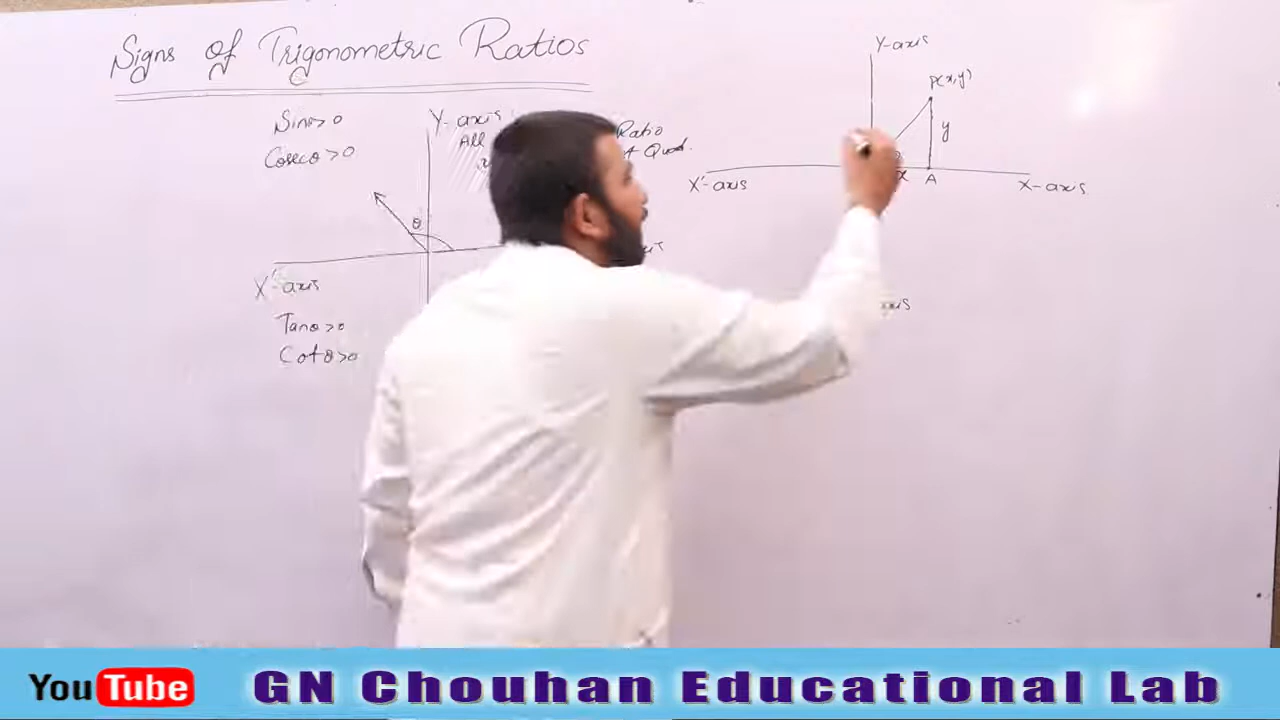 Signs of Trigonometric Ratios
Sinθ>0
Cosecθ>0
Y-axis
All
Ratio
Quad.
θ
X'-axis
Tanθ>0
Cotθ>0
Y-axis
P(x,y)
y
x
A
X'-axis
X-axis
YouTube
GN Chouhan Educational Lab